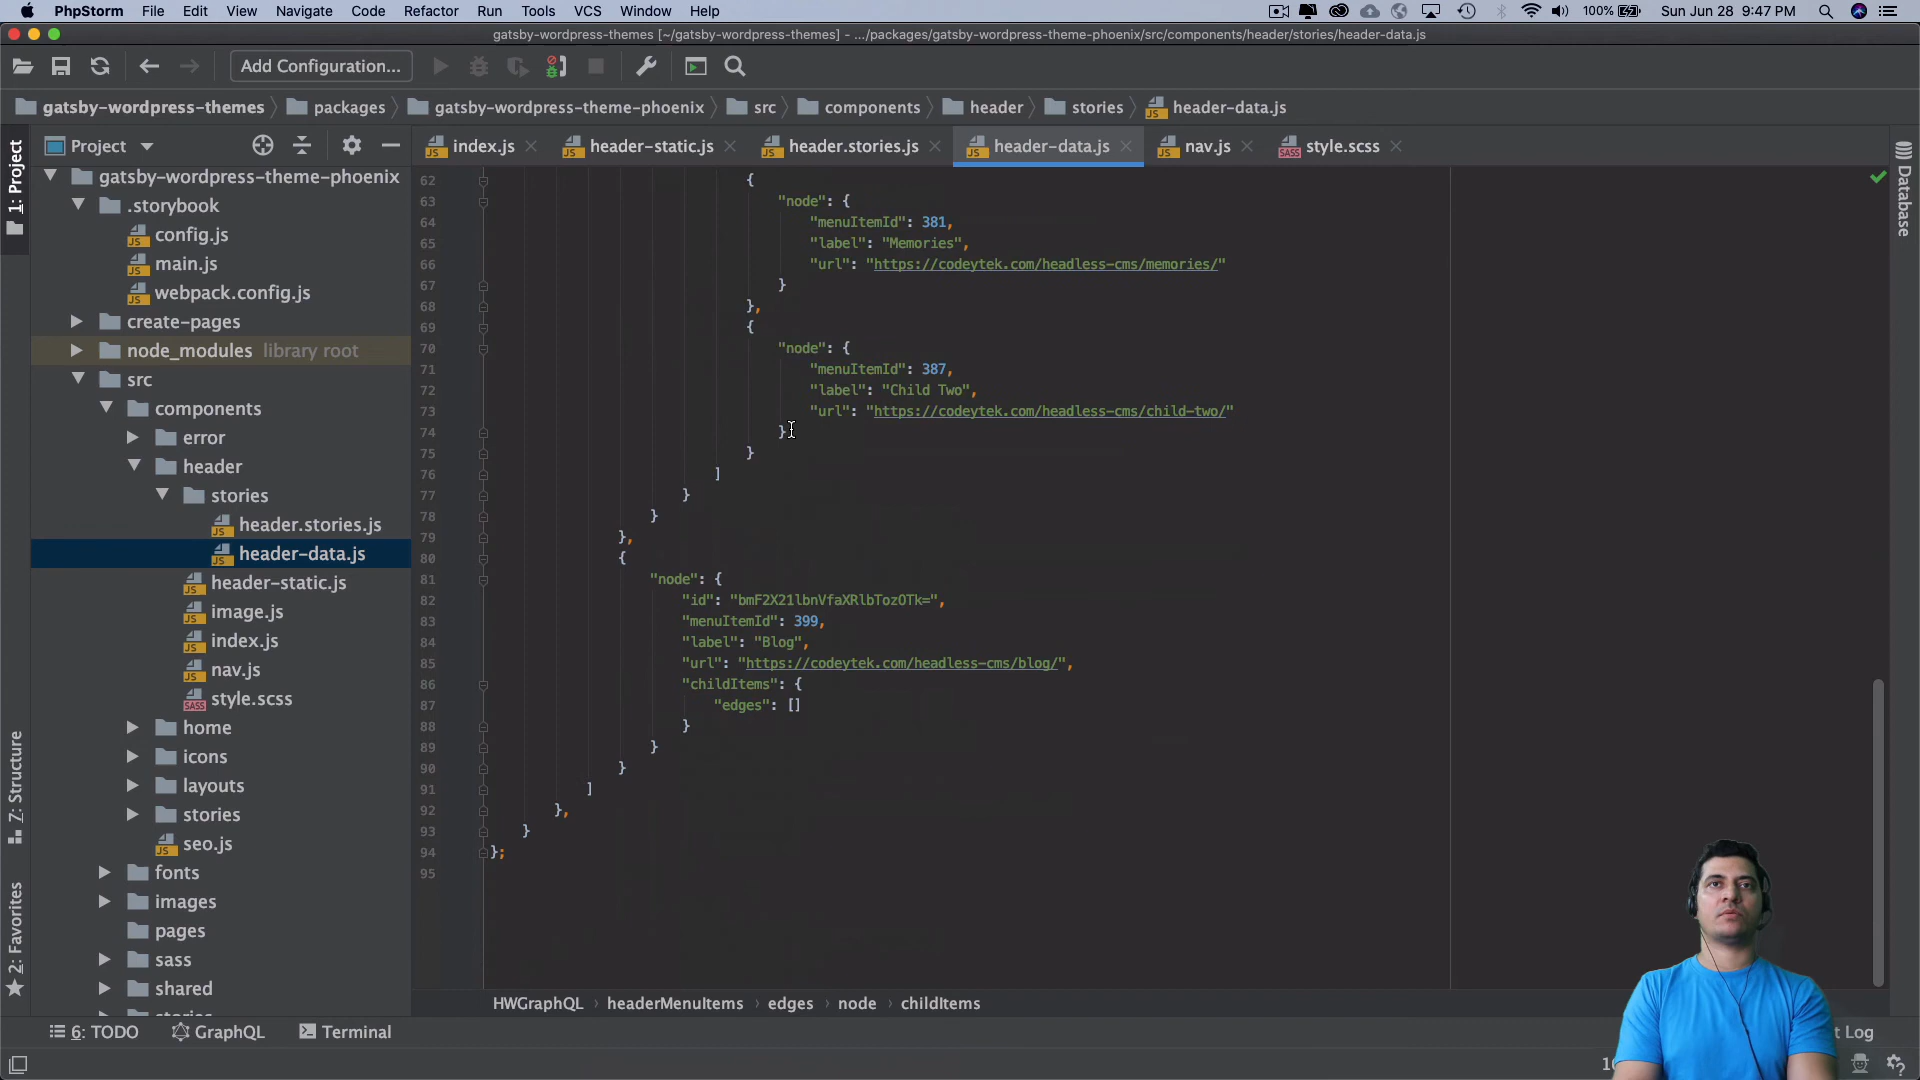 PhpStorm File Edit View Navigate Code Refactor Run Tools VCS Window Help 100% Sun Jun 28 9:47 PM
gatsby-wordpress-themes [~/gatsby-wordpress-themes] - .../packages/gatsby-wordpress-theme-phoenix/src/components/header/stories/header-data.js
Add Configuration...
gatsby-wordpress-themes packages gatsby-wordpress-theme-phoenix src components header stories header-data.js
Project index.js header-static.js header.stories.js header-data.js nav.js style.scss
1: Project
Z: Structure
2: Favorites
Database
gatsby-wordpress-theme-phoenix
.storybook
config.js
main.js
webpack.config.js
create-pages
node_modules library root
src
components
error
header
stories
header.stories.js
header-data.js
header-static.js
image.js
index.js
nav.js
style.scss
home
icons
layouts
stories
seo.js
fonts
images
pages
sass
shared
62 {
63 "node": {
64 "menuItemId": 381,
65 "label": "Memories",
66 "url": "https://codeytek.com/headless-cms/memories/"
67 }
68 },
69 {
70 "node": {
71 "menuItemId": 387,
72 "label": "Child Two",
73 "url": "https://codeytek.com/headless-cms/child-two/"
74 }
75 }
76 ]
77 }
78 }
79 },
80 {
81 "node": {
82 "id": "bmF2X21lbnVfaXRlbTozOTk=",
83 "menuItemId": 399,
84 "label": "Blog",
85 "url": "https://codeytek.com/headless-cms/blog/",
86 "childItems": {
87 "edges": []
88 }
89 }
90 }
91 ]
92 },
93 }
94 };
95
HWGraphQL headerMenuItems edges node childItems
6: TODO GraphQL Terminal t Log